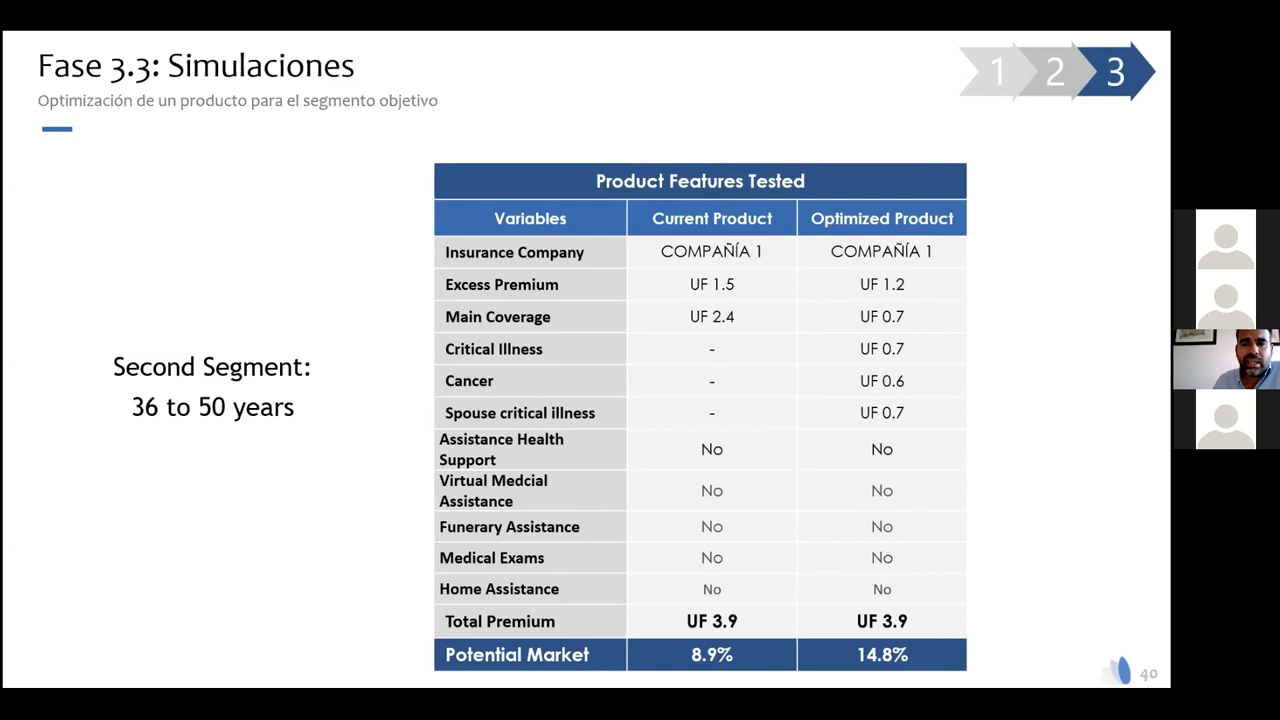 Fase 3.3: Simulaciones
Optimización de un producto para el segmento objetivo
1 2 3
Second Segment:
36 to 50 years
Product Features Tested
Variables Current Product Optimized Product
Insurance Company COMPAÑÍA 1 COMPAÑÍA 1
Excess Premium UF 1.5 UF 1.2
Main Coverage UF 2.4 UF 0.7
Critical Illness - UF 0.7
Cancer - UF 0.6
Spouse critical illness - UF 0.7
Assistance Health
Support No No
Virtual Medcial
Assistance No No
Funerary Assistance No No
Medical Exams No No
Home Assistance No No
Total Premium UF 3.9 UF 3.9
Potential Market 8.9% 14.8%
40